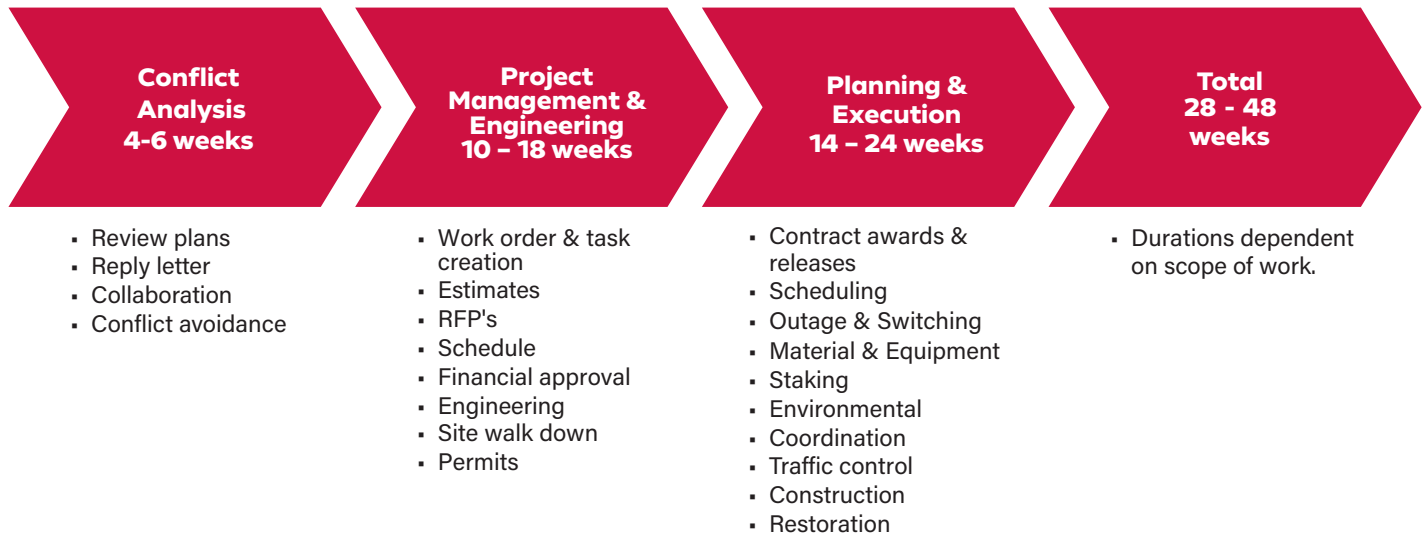 Conflict
Analysis
4-6 weeks
▪ Review plans
▪ Reply letter
▪ Collaboration
▪ Conflict avoidance
Project
Management &
Engineering
10 – 18 weeks
▪ Work order & task
creation
▪ Estimates
▪ RFP's
▪ Schedule
▪ Financial approval
▪ Engineering
▪ Site walk down
▪ Permits
Planning &
Execution
14 – 24 weeks
▪ Contract awards &
releases
▪ Scheduling
▪ Outage & Switching
▪ Material & Equipment
▪ Staking
▪ Environmental
▪ Coordination
▪ Traffic control
▪ Construction
▪ Restoration
Total
28 - 48
weeks
▪ Durations dependent
on scope of work.